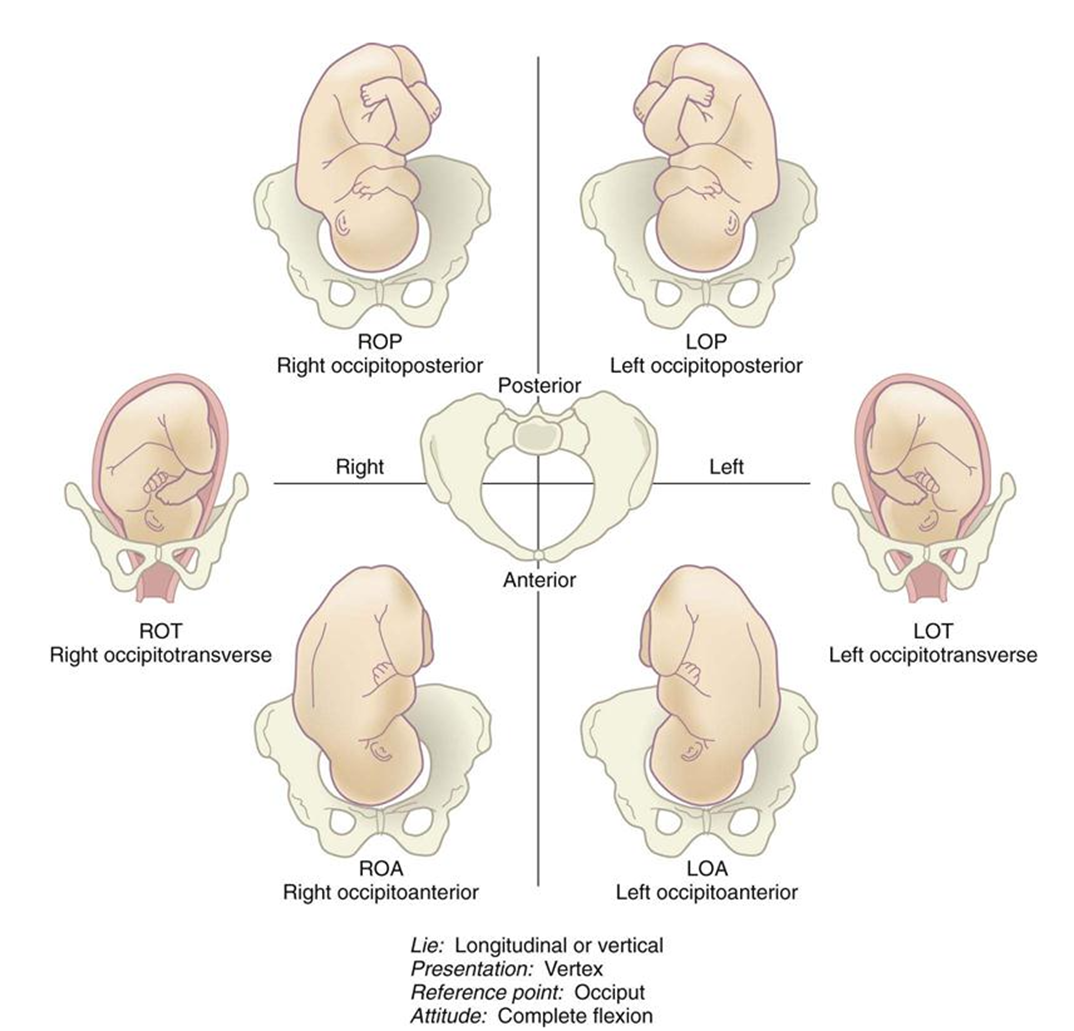 ROP
Right occipitoposterior
LOP
Left occipitoposterior
Posterior
Right
Left
Anterior
ROT
Right occipitotransverse
LOT
Left occipitotransverse
ROA
Right occipitoanterior
LOA
Left occipitoanterior
Lie: Longitudinal or vertical
Presentation: Vertex
Reference point: Occiput
Attitude: Complete flexion